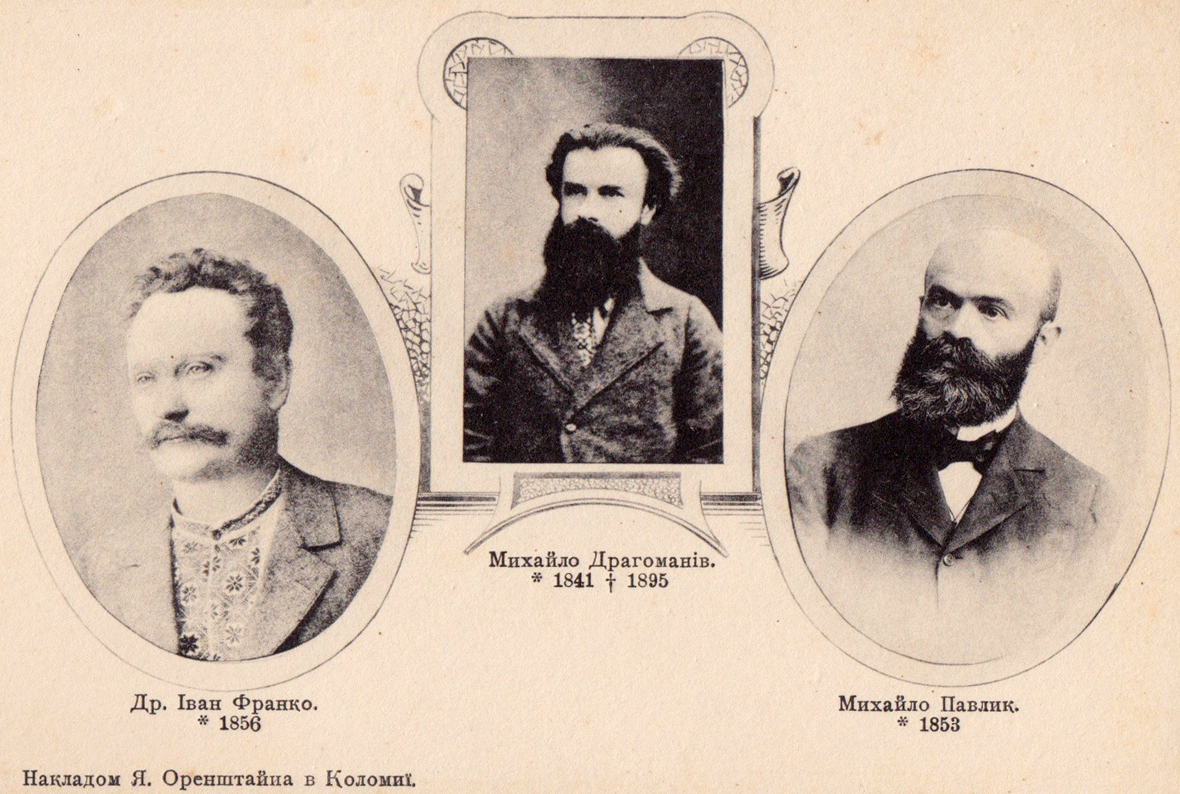 Михайло Драгоманів.
* 1841 † 1895
Др. Іван Франко.
* 1856
Михайло Павлик.
* 1853
Накладом Я. Оренштайна в Коломиї.